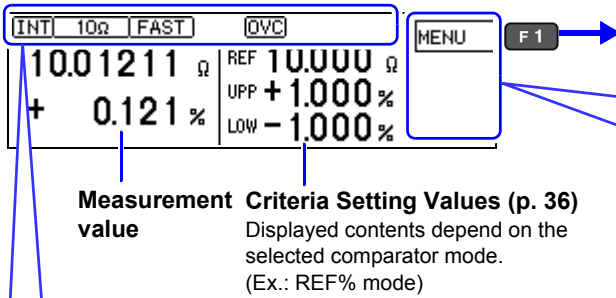 INT 10Ω FAST OVC MENU F 1
10.01211 Ω REF 10.000 Ω
+ 0.121 % UPP + 1.000 %
LOW - 1.000 %
Measurement value
Criteria Setting Values (p. 36)
Displayed contents depend on the
selected comparator mode.
(Ex.: REF% mode)